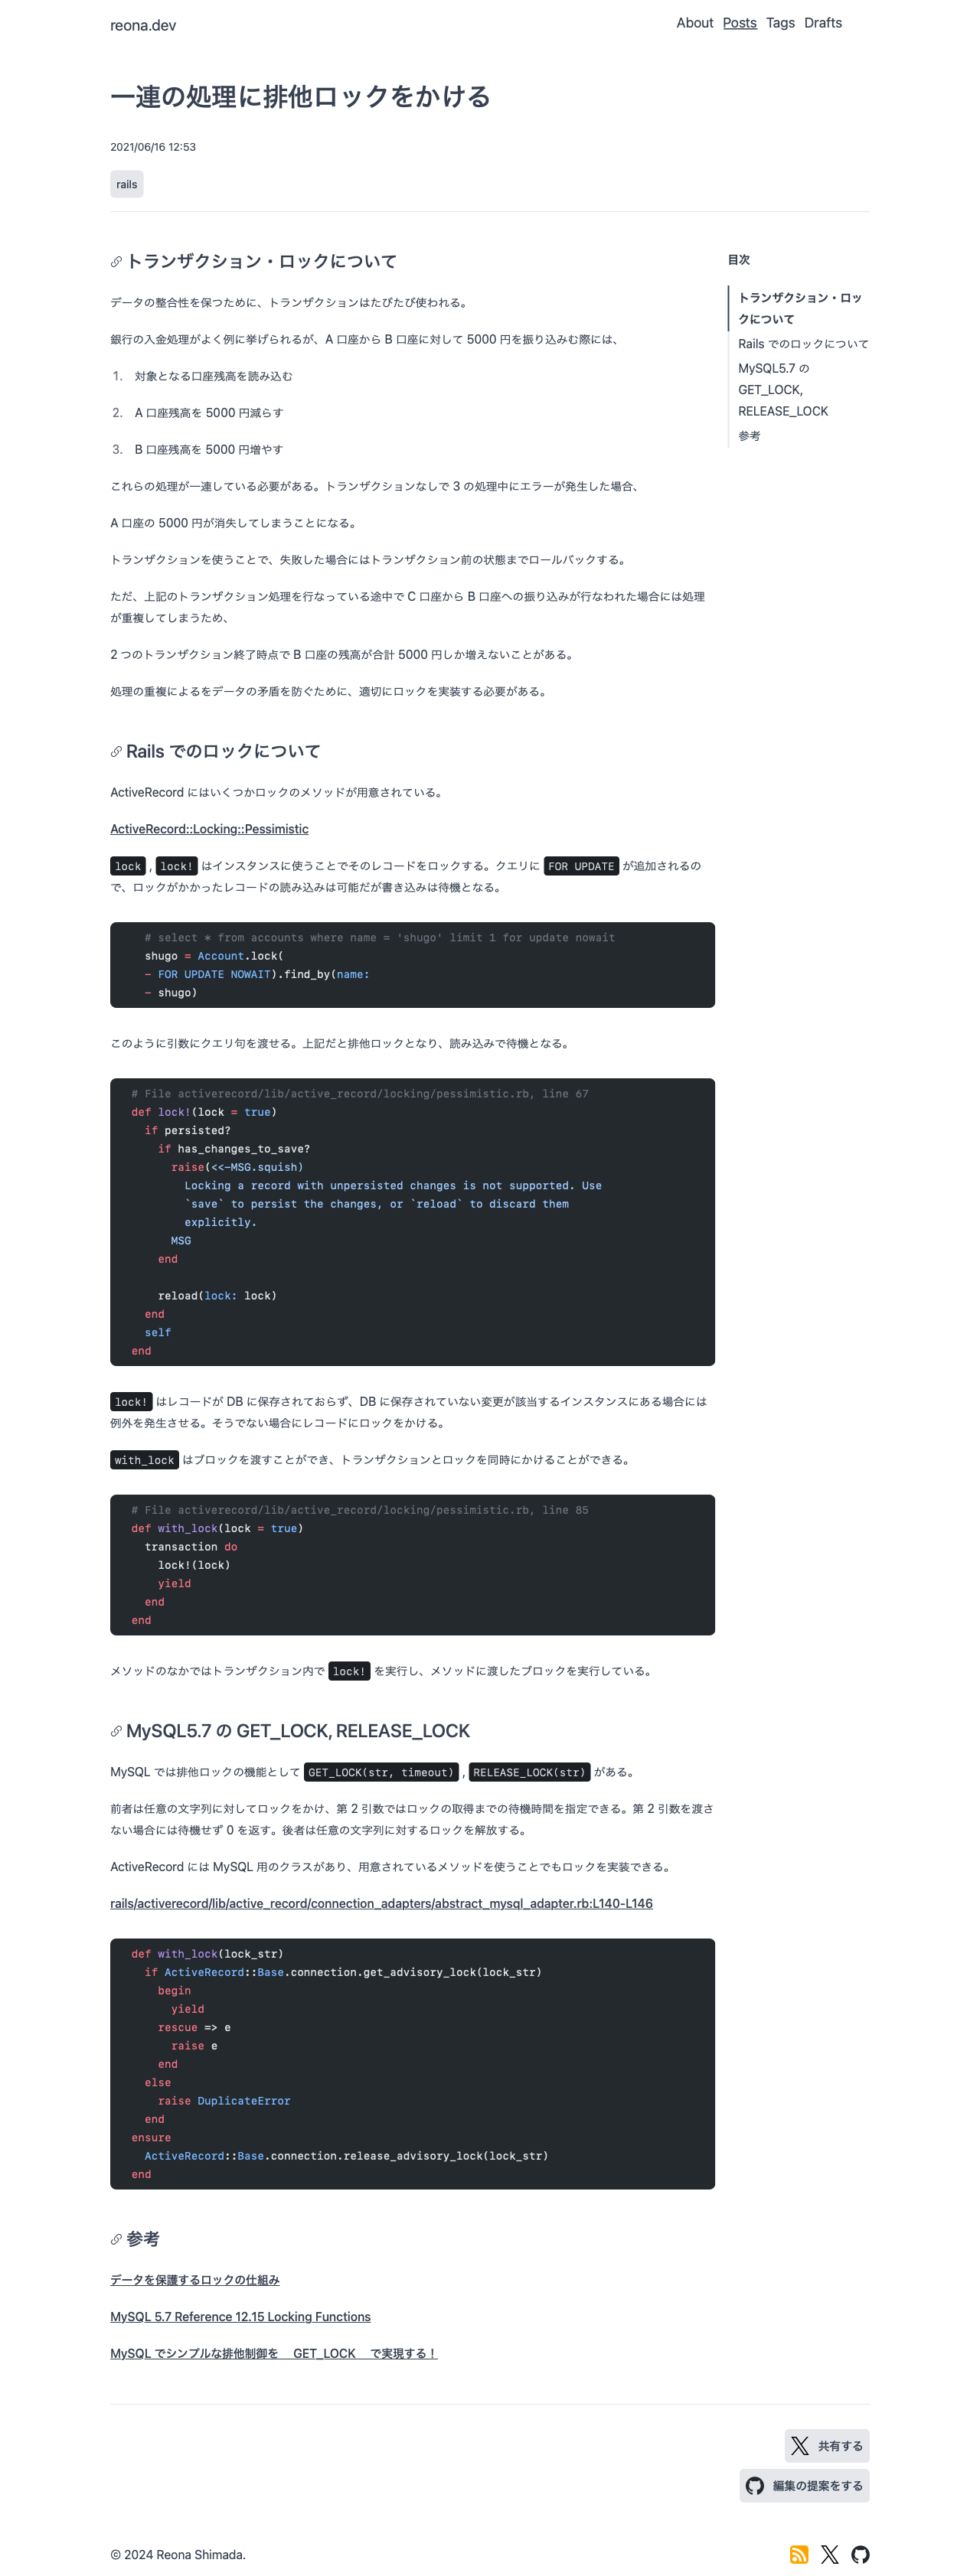 reona.dev
About Posts Tags Drafts
一連の処理に排他ロックをかける
2021/06/16 12:53
rails
トランザクション・ロックについて
データの整合性を保つために、トランザクションはたびたび使われる。
銀行の入金処理がよく例に挙げられるが、A 口座から B 口座に対して 5000 円を振り込みむ際には、
1. 対象となる口座残高を読み込む
2. A 口座残高を 5000 円減らす
3. B 口座残高を 5000 円増やす
これらの処理が一連している必要がある。トランザクションなしで 3 の処理中にエラーが発生した場合、
A 口座の 5000 円が消失してしまうことになる。
トランザクションを使うことで、失敗した場合にはトランザクション前の状態までロールバックする。
ただ、上記のトランザクション処理を行なっている途中で C 口座から B 口座への振り込みが行なわれた場合には処理
が重複してしまうため、
2 つのトランザクション終了時点で B 口座の残高が合計 5000 円しか増えないことがある。
処理の重複によるをデータの矛盾を防ぐために、適切にロックを実装する必要がある。
目次
トランザクション・ロッ
クについて
Rails でのロックについて
MySQL5.7 の
GET_LOCK,
RELEASE_LOCK
参考
Rails でのロックについて
ActiveRecord にはいくつかロックのメソッドが用意されている。
ActiveRecord::Locking::Pessimistic
lock , lock! はインスタンスに使うことでそのレコードをロックする。クエリに FOR UPDATE が追加されるの
で、ロックがかかったレコードの読み込みは可能だが書き込みは待機となる。
# select * from accounts where name = 'shugo' limit 1 for update nowait
shugo = Account.lock(
- FOR UPDATE NOWAIT).find_by(name:
- shugo)
このように引数にクエリ句を渡せる。上記だと排他ロックとなり、読み込みで待機となる。
# File activerecord/lib/active_record/locking/pessimistic.rb, line 67
def lock!(lock = true)
if persisted?
if has_changes_to_save?
raise(<<-MSG.squish)
Locking a record with unpersisted changes is not supported. Use
`save` to persist the changes, or `reload` to discard them
explicitly.
MSG
end
reload(lock: lock)
end
self
end
lock! はレコードが DB に保存されておらず、DB に保存されていない変更が該当するインスタンスにある場合には
例外を発生させる。そうでない場合にレコードにロックをかける。
with_lock はブロックを渡すことができ、トランザクションとロックを同時にかけることができる。
# File activerecord/lib/active_record/locking/pessimistic.rb, line 85
def with_lock(lock = true)
transaction do
lock!(lock)
yield
end
end
メソッドのなかではトランザクション内で lock! を実行し、メソッドに渡したブロックを実行している。
MySQL5.7 の GET_LOCK, RELEASE_LOCK
MySQL では排他ロックの機能として GET_LOCK(str, timeout) , RELEASE_LOCK(str) がある。
前者は任意の文字列に対してロックをかけ、第 2 引数ではロックの取得までの待機時間を指定できる。第 2 引数を渡さ
ない場合には待機せず 0 を返す。後者は任意の文字列に対するロックを解放する。
ActiveRecord には MySQL 用のクラスがあり、用意されているメソッドを使うことでもロックを実装できる。
rails/activerecord/lib/active_record/connection_adapters/abstract_mysql_adapter.rb:L140-L146
def with_lock(lock_str)
if ActiveRecord::Base.connection.get_advisory_lock(lock_str)
begin
yield
rescue => e
raise e
end
else
raise DuplicateError
end
ensure
ActiveRecord::Base.connection.release_advisory_lock(lock_str)
end
参考
データを保護するロックの仕組み
MySQL 5.7 Reference 12.15 Locking Functions
MySQL でシンプルな排他制御を　GET_LOCK　で実現する！
共有する
編集の提案をする
© 2024 Reona Shimada.